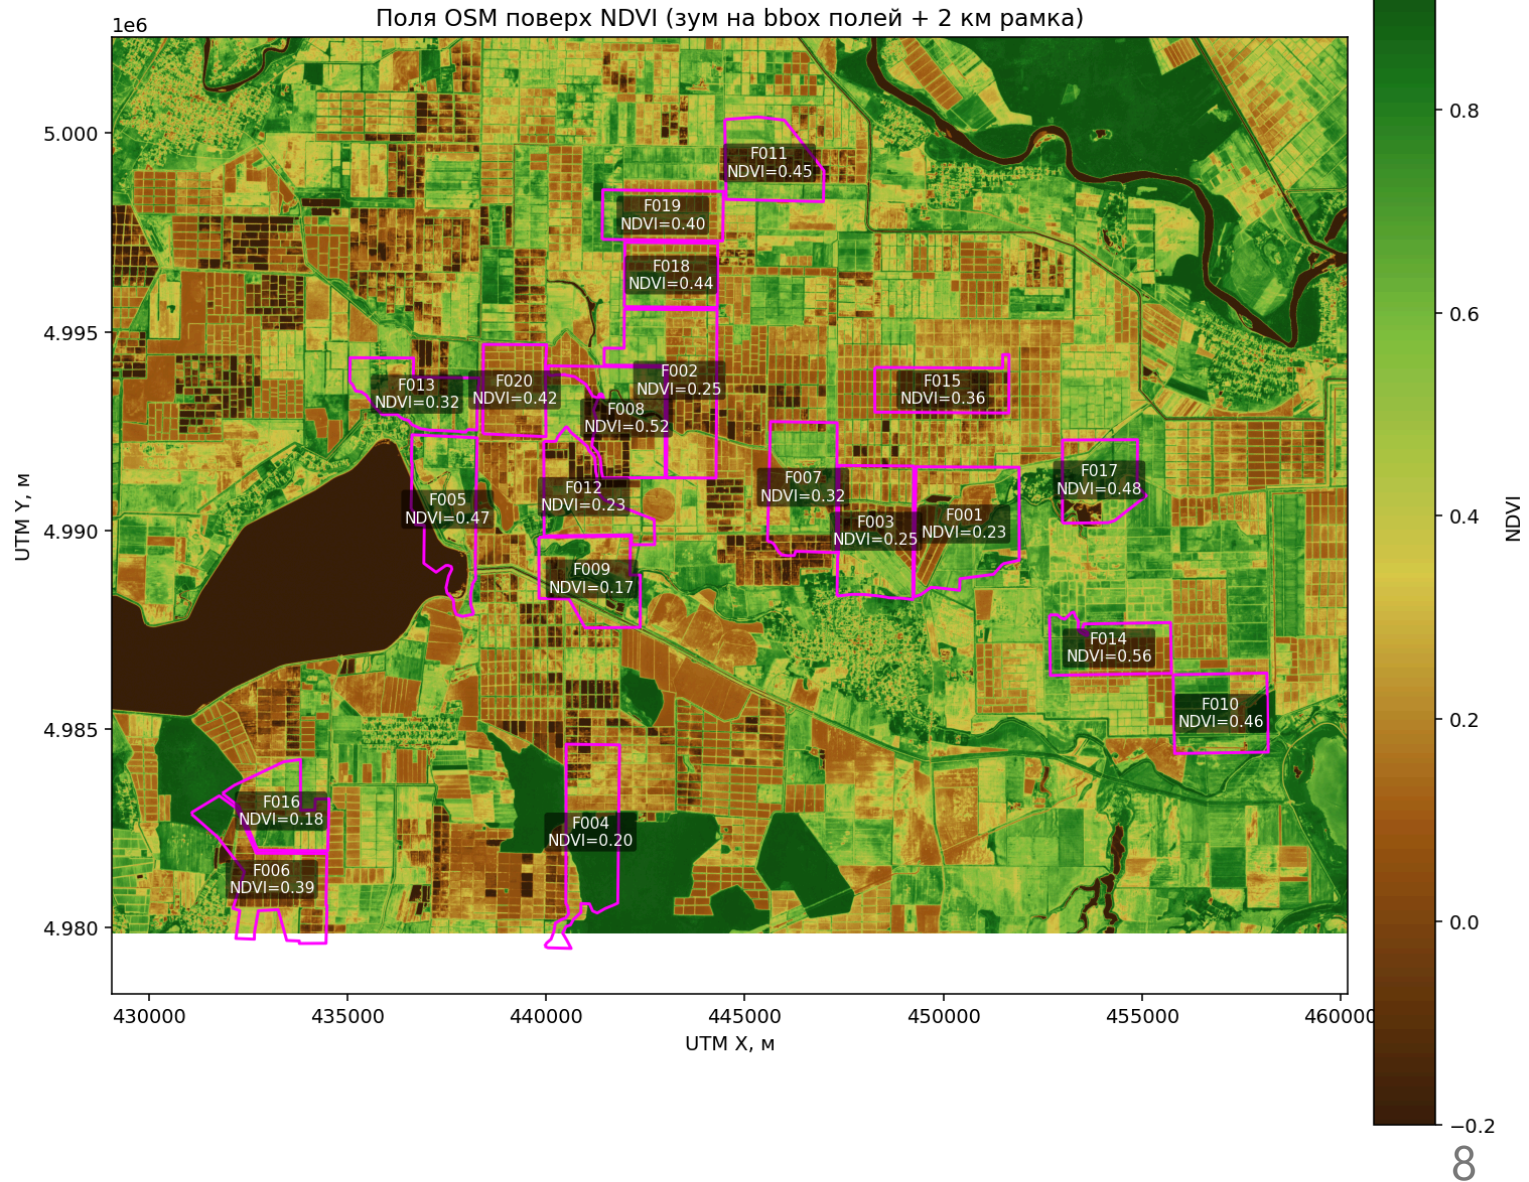 Поля OSM поверх NDVI (зум на bbox полей + 2 км рамка)
1e6
5.000
4.995
4.990
4.985
4.980
UTM Y, м
F011
NDVI=0.45
F019
NDVI=0.40
F018
NDVI=0.44
F002
NDVI=0.25
F013
NDVI=0.32
F020
NDVI=0.42
F008
NDVI=0.52
F015
NDVI=0.36
F017
NDVI=0.48
F007
NDVI=0.32
F005
NDVI=0.47
F012
NDVI=0.23
F003
NDVI=0.25
F001
NDVI=0.23
F009
NDVI=0.17
F014
NDVI=0.56
F010
NDVI=0.46
F016
NDVI=0.18
F004
NDVI=0.20
F006
NDVI=0.39
430000
435000
440000
445000
450000
455000
460000
UTM X, м
0.8
0.6
0.4
0.2
0.0
−0.2
NDVI
8